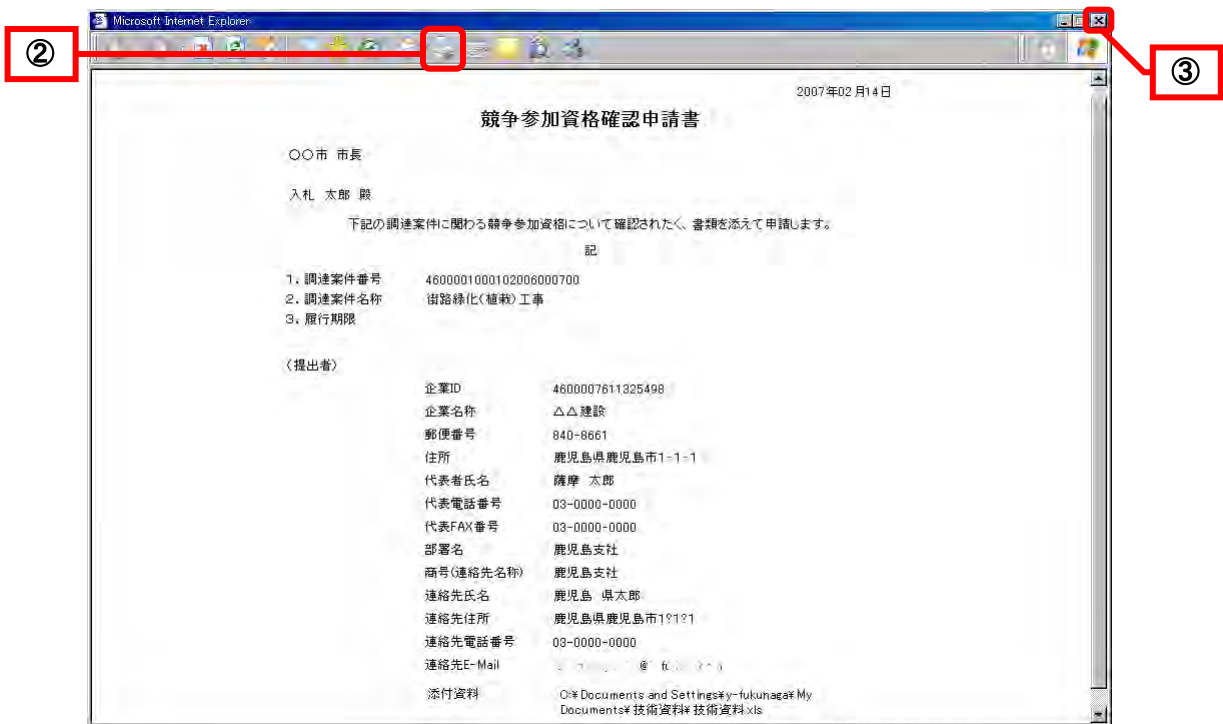 Microsoft Internet Explorer
②
③
2007年02月14日
競争参加資格確認申請書
〇〇市 市長
入札 太郎 殿
下記の調達案件に関わる競争参加資格について確認されたく、書類を添えて申請します。
記
1．調達案件番号 4600001000102006000700
2．調達案件名称 街路緑化(植栽)工事
3．履行期限
（提出者）
企業ID 4600007611325498
企業名称 △△建設
郵便番号 840-8661
住所 鹿児島県鹿児島市1-1-1
代表者氏名 薩摩 太郎
代表電話番号 03-0000-0000
代表FAX番号 03-0000-0000
部署名 鹿児島支社
商号(連絡先名称) 鹿児島支社
連絡先氏名 鹿児島 県太郎
連絡先住所 鹿児島県鹿児島市1?1?1
連絡先電話番号 03-0000-0000
連絡先E-Mail @
添付資料 C:¥Documents and Settings¥y-fukunaga¥My
Documents¥技術資料¥技術資料.xls